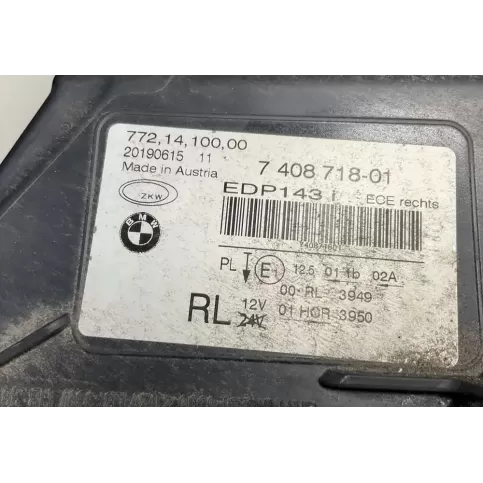 772,14,100,00
20190615 11
Made in Austria
7 408 718-01
ZKW
EDP143 I ECE rechts
BMW
PL E1 12.5 01 1b 02A
00 RL 3949
RL 12V 24V 01 HCR 3950